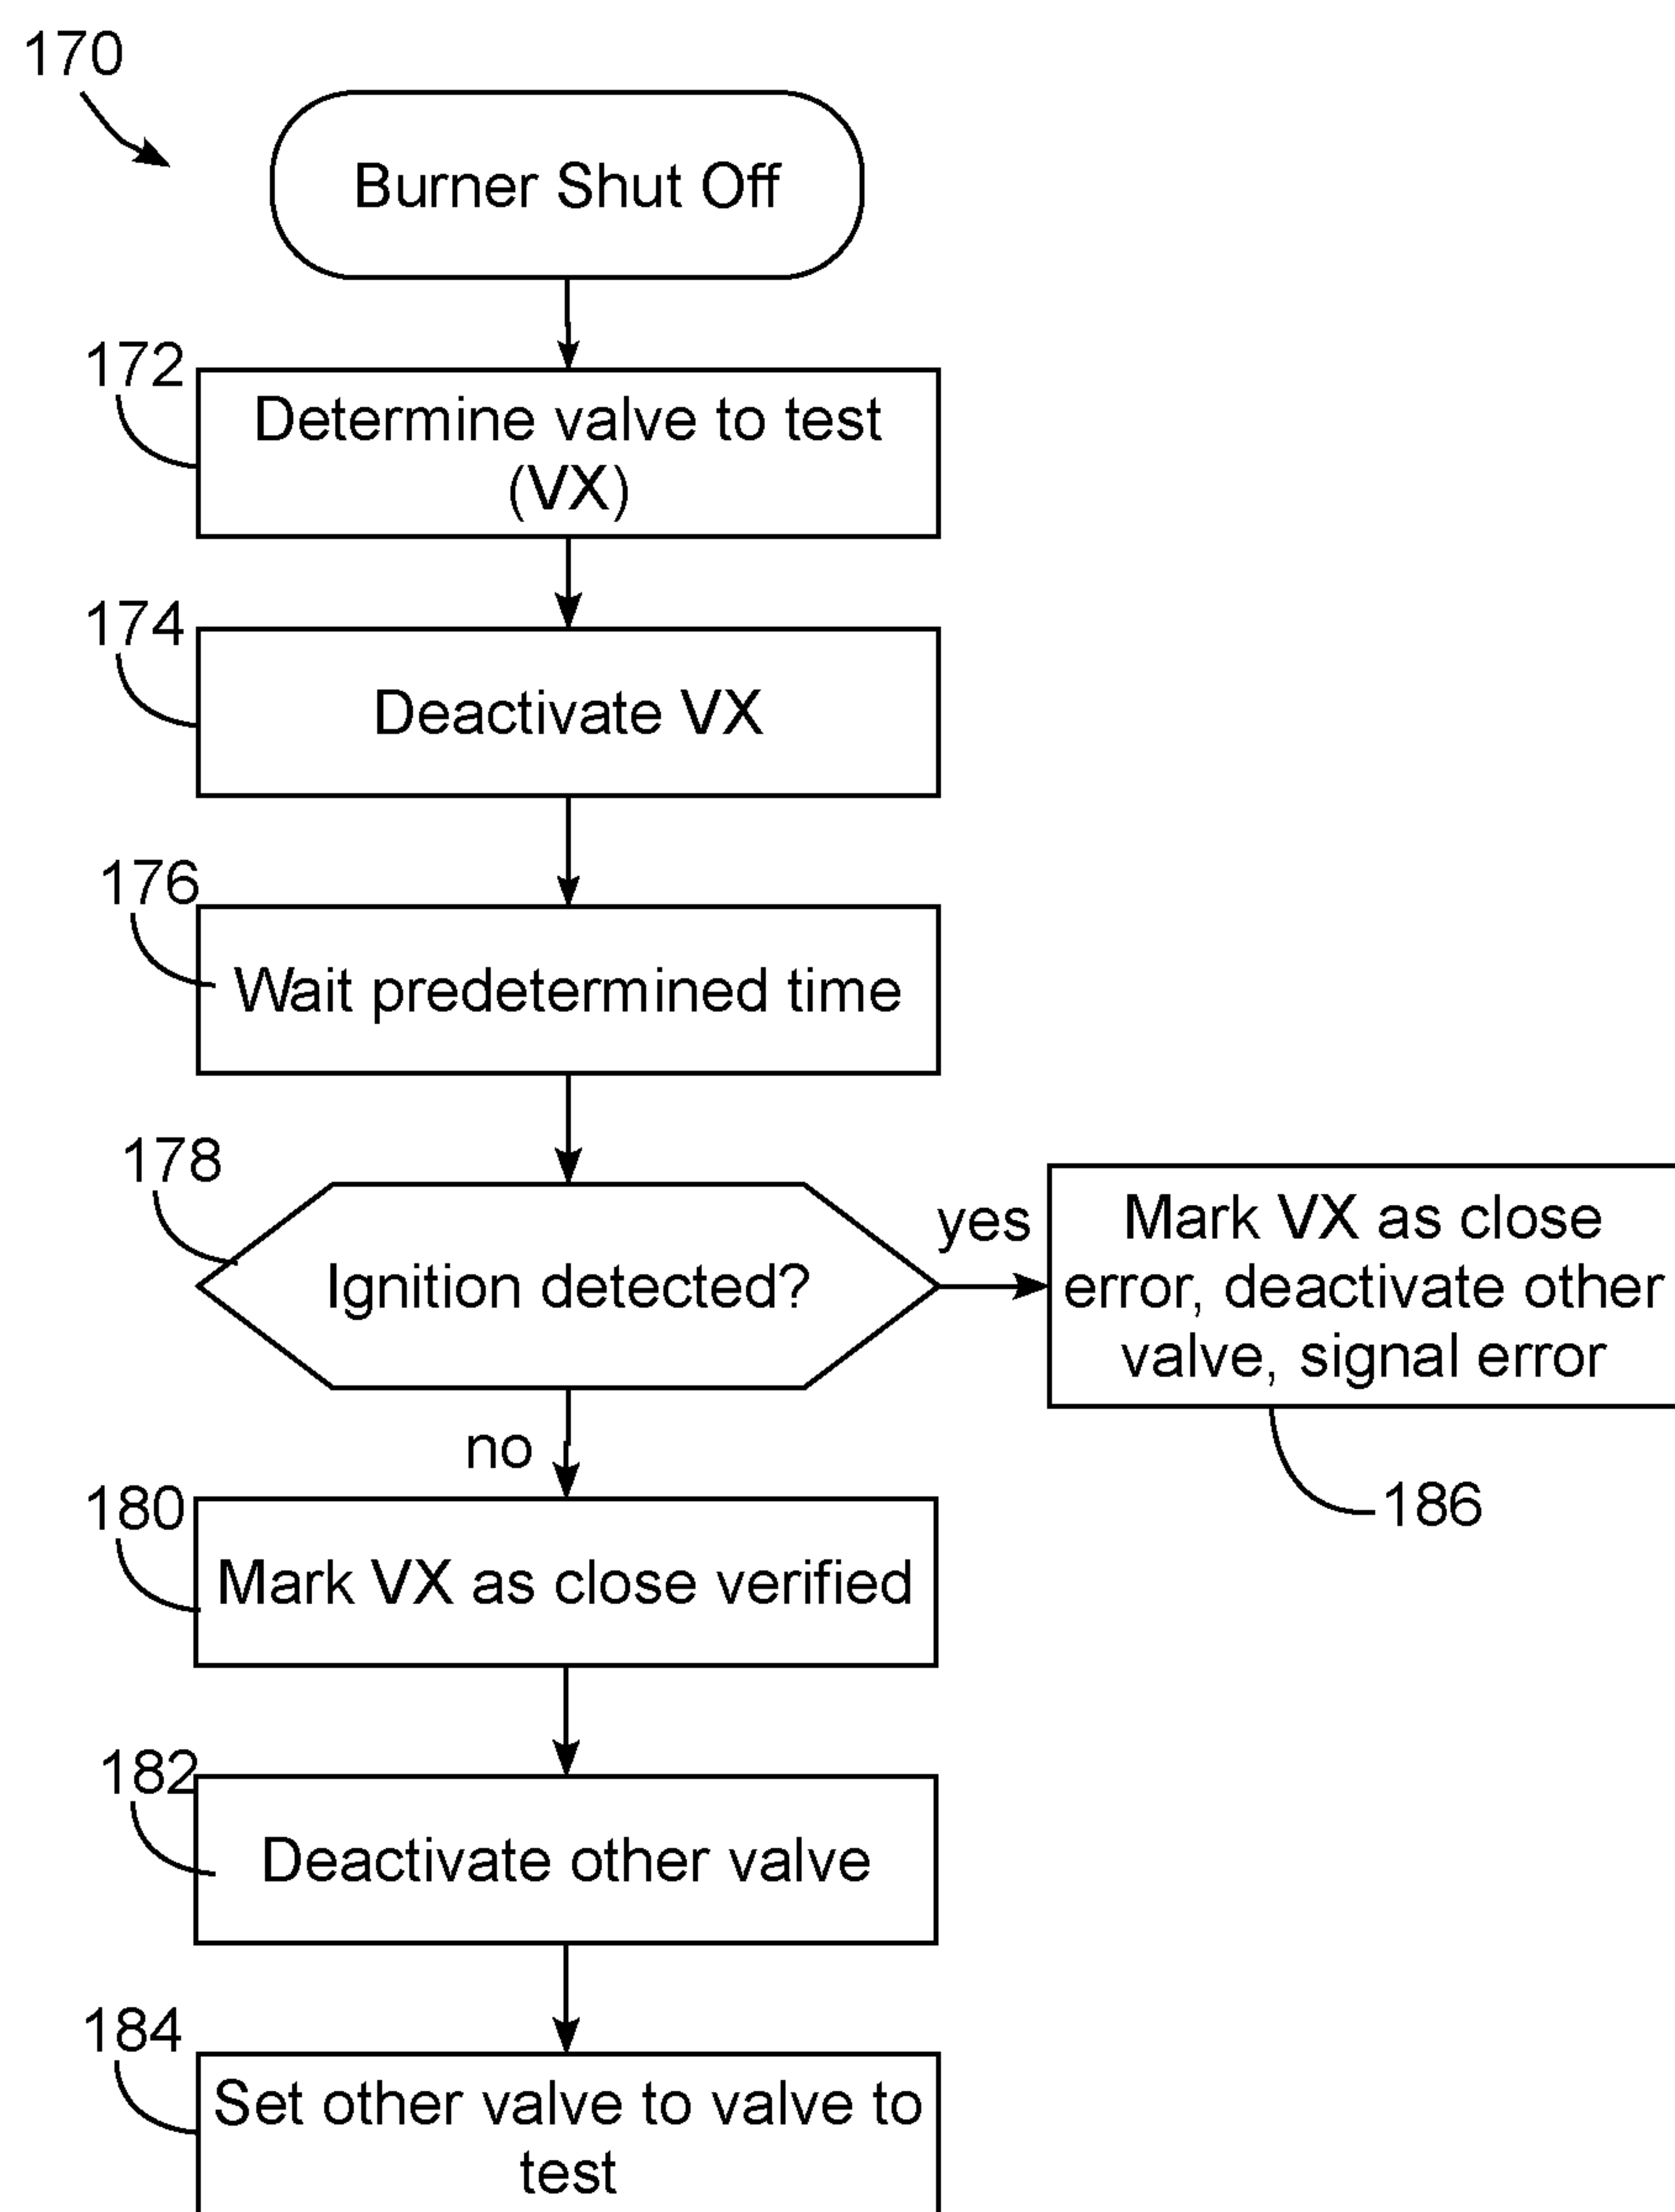 170
Burner Shut Off
172
Determine valve to test
(VX)
174
Deactivate VX
176
Wait predetermined time
178
Ignition detected?
yes
Mark VX as close
error, deactivate other
valve, signal error
186
no
180
Mark VX as close verified
182
Deactivate other valve
184
Set other valve to valve to
test